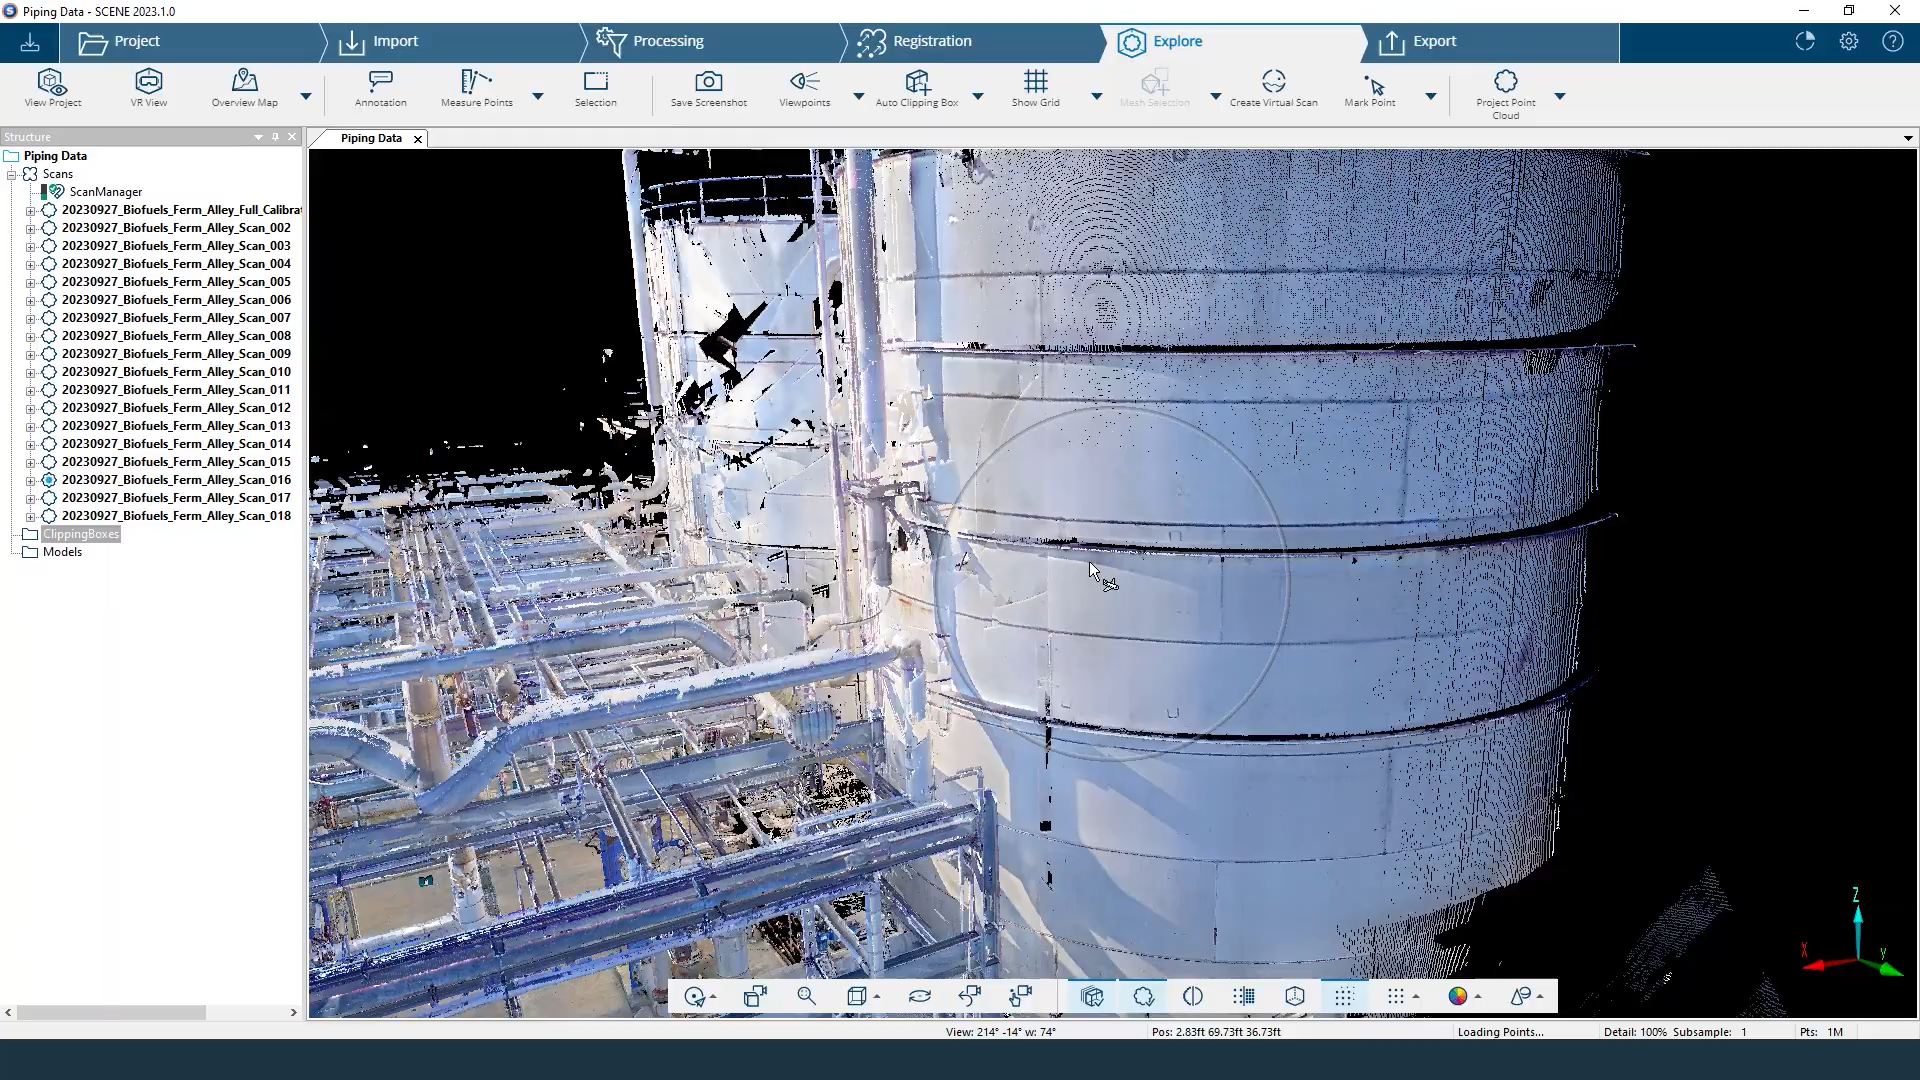 Piping Data - SCENE 2023.1.0
Project
Import
Processing
Registration
Explore
Export
View Project
VR View
Overview Map
Annotation
Measure Points
Selection
Save Screenshot
Viewpoints
Auto Clipping Box
Show Grid
Mesh Selection
Create Virtual Scan
Mark Point
Project Point
Cloud
Structure
Piping Data
Piping Data
Scans
ScanManager
20230927_Biofuels_Ferm_Alley_Full_Calibra
20230927_Biofuels_Ferm_Alley_Scan_002
20230927_Biofuels_Ferm_Alley_Scan_003
20230927_Biofuels_Ferm_Alley_Scan_004
20230927_Biofuels_Ferm_Alley_Scan_005
20230927_Biofuels_Ferm_Alley_Scan_006
20230927_Biofuels_Ferm_Alley_Scan_007
20230927_Biofuels_Ferm_Alley_Scan_008
20230927_Biofuels_Ferm_Alley_Scan_009
20230927_Biofuels_Ferm_Alley_Scan_010
20230927_Biofuels_Ferm_Alley_Scan_011
20230927_Biofuels_Ferm_Alley_Scan_012
20230927_Biofuels_Ferm_Alley_Scan_013
20230927_Biofuels_Ferm_Alley_Scan_014
20230927_Biofuels_Ferm_Alley_Scan_015
20230927_Biofuels_Ferm_Alley_Scan_016
20230927_Biofuels_Ferm_Alley_Scan_017
20230927_Biofuels_Ferm_Alley_Scan_018
ClippingBoxes
Models
Z
X
Y
View: 214° -14° w: 74°
Pos: 2.83ft 69.73ft 36.73ft
Loading Points...
Detail: 100% Subsample: 1
Pts: 1M